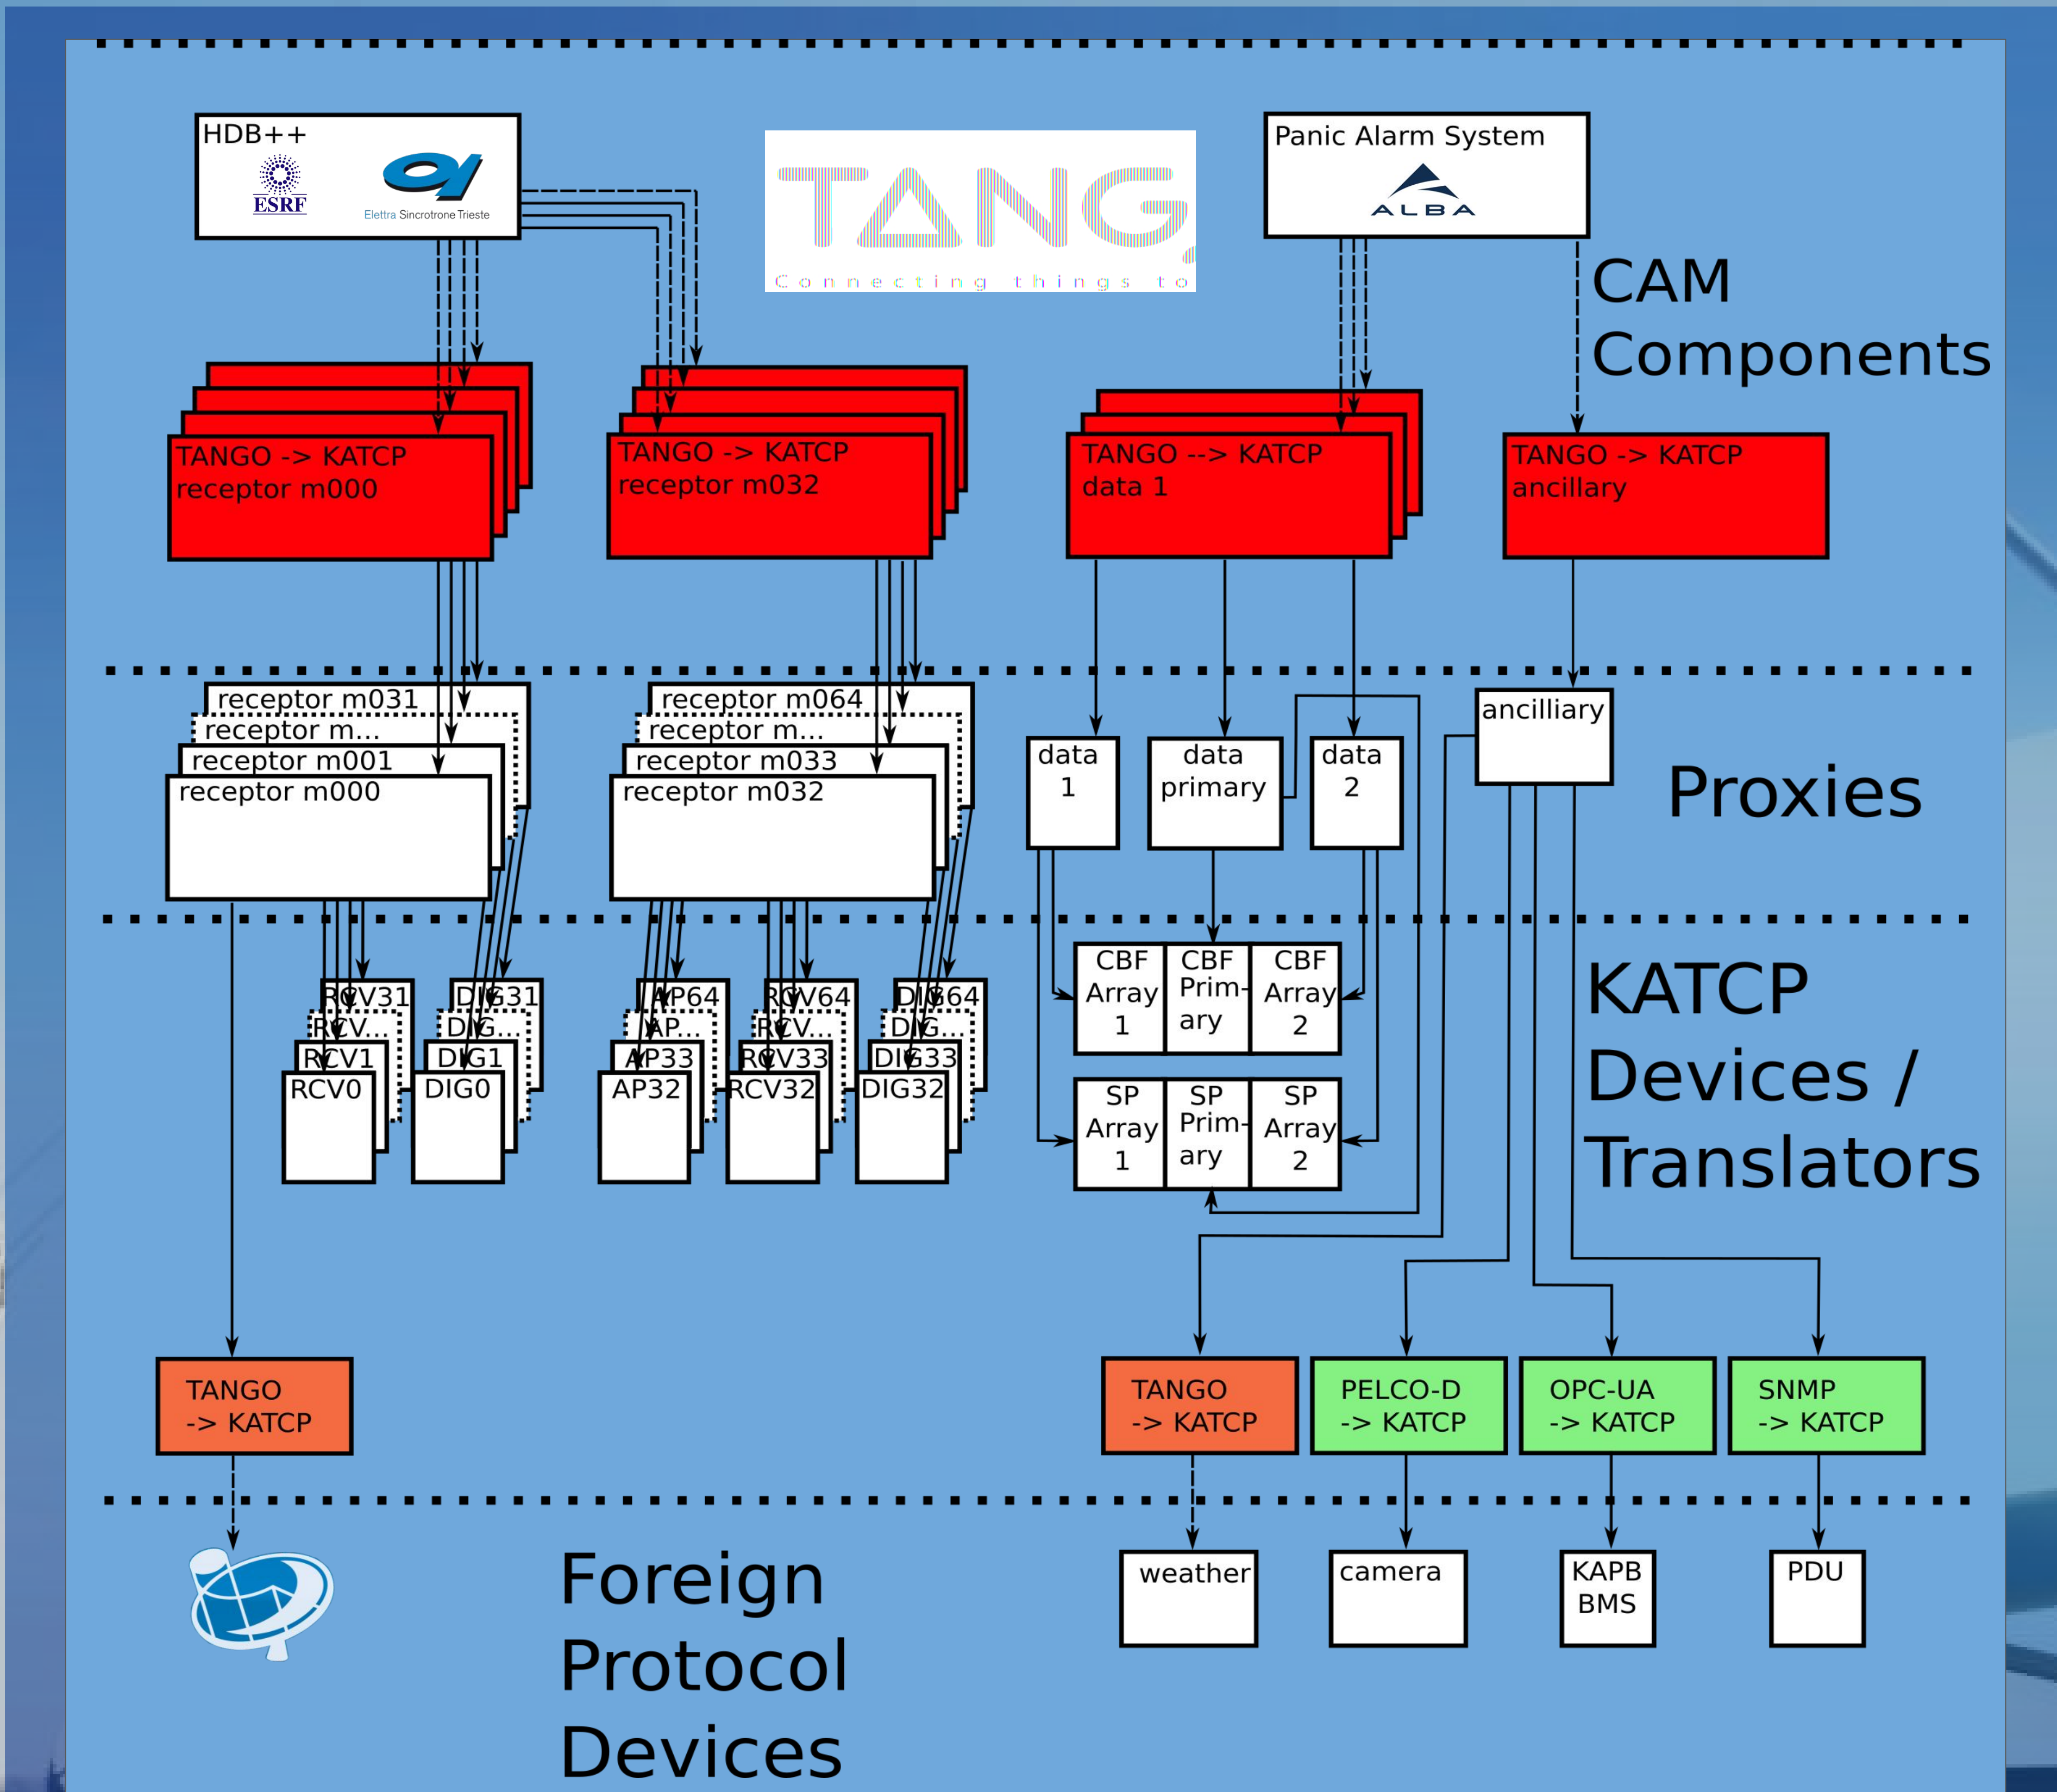 HDB++
ESRF
Elettra Sincrotrone Trieste
TANG
Connecting things to
Panic Alarm System
ALBA
CAM
Components
TANGO -> KATCP
receptor m000
TANGO -> KATCP
receptor m032
TANGO --> KATCP
data 1
TANGO -> KATCP
ancillary
receptor m031
receptor m...
receptor m001
receptor m000
receptor m064
receptor m...
receptor m033
receptor m032
data
1
data
primary
data
2
ancilliary
Proxies
RCV31
RCV...
RCV1
RCV0
DIG31
DIG...
DIG1
DIG0
AP64
AP...
AP33
AP32
RCV64
RCV...
RCV33
RCV32
DIG64
DIG...
DIG33
DIG32
CBF
Array
1
CBF
Prim-
ary
CBF
Array
2
SP
Array
1
SP
Prim-
ary
SP
Array
2
KATCP
Devices /
Translators
TANGO
-> KATCP
TANGO
-> KATCP
PELCO-D
-> KATCP
OPC-UA
-> KATCP
SNMP
-> KATCP
Foreign
Protocol
Devices
weather
camera
KAPB
BMS
PDU